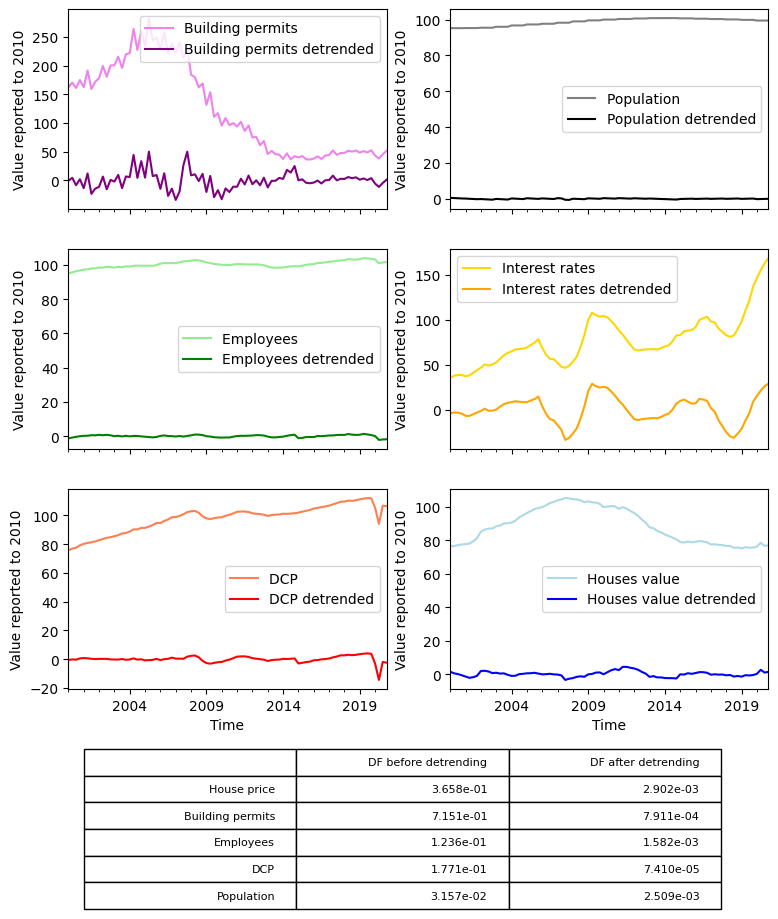 Value reported to 2010
250
200
150
100
50
0
Building permits
Building permits detrended
Value reported to 2010
100
80
60
40
20
0
Population
Population detrended
Value reported to 2010
100
80
60
40
20
0
Employees
Employees detrended
Value reported to 2010
150
100
50
0
Interest rates
Interest rates detrended
Value reported to 2010
100
80
60
40
20
0
−20
DCP
DCP detrended
2004 2009 2014 2019
Time
Value reported to 2010
100
80
60
40
20
0
Houses value
Houses value detrended
2004 2009 2014 2019
Time
DF before detrending DF after detrending
House price 3.658e-01 2.902e-03
Building permits 7.151e-01 7.911e-04
Employees 1.236e-01 1.582e-03
DCP 1.771e-01 7.410e-05
Population 3.157e-02 2.509e-03